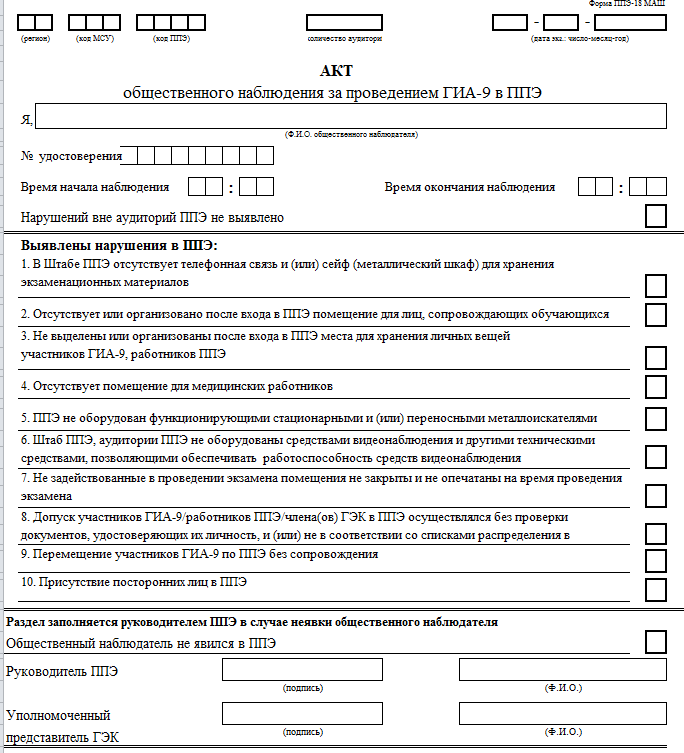 Форма ППЭ-18 МАШ
- -
(регион) (код МСУ) (код ППЭ) количество аудитори (дата экз.: число-месяц-год)
АКТ
общественного наблюдения за проведением ГИА-9 в ППЭ
Я,
(Ф.И.О. общественного наблюдателя)
№ удостоверения
Время начала наблюдения : Время окончания наблюдения :
Нарушений вне аудиторий ППЭ не выявлено
Выявлены нарушения в ППЭ:
1. В Штабе ППЭ отсутствует телефонная связь и (или) сейф (металлический шкаф) для хранения
экзаменационных материалов
2. Отсутствует или организовано после входа в ППЭ помещение для лиц, сопровождающих обучающихся
3. Не выделены или организованы после входа в ППЭ места для хранения личных вещей
участников ГИА-9, работников ППЭ
4. Отсутствует помещение для медицинских работников
5. ППЭ не оборудован функционирующими стационарными и (или) переносными металлоискателями
6. Штаб ППЭ, аудитории ППЭ не оборудованы средствами видеонаблюдения и другими техническими
средствами, позволяющими обеспечивать работоспособность средств видеонаблюдения
7. Не задействованные в проведении экзамена помещения не закрыты и не опечатаны на время проведения
экзамена
8. Допуск участников ГИА-9/работников ППЭ/члена(ов) ГЭК в ППЭ осуществлялся без проверки
документов, удостоверяющих их личность, и (или) не в соответствии со списками распределения в
9. Перемещение участников ГИА-9 по ППЭ без сопровождения
10. Присутствие посторонних лиц в ППЭ
Раздел заполняется руководителем ППЭ в случае неявки общественного наблюдателя
Общественный наблюдатель не явился в ППЭ
Руководитель ППЭ
(подпись) (Ф.И.О.)
Уполномоченный
представитель ГЭК
(подпись) (Ф.И.О.)